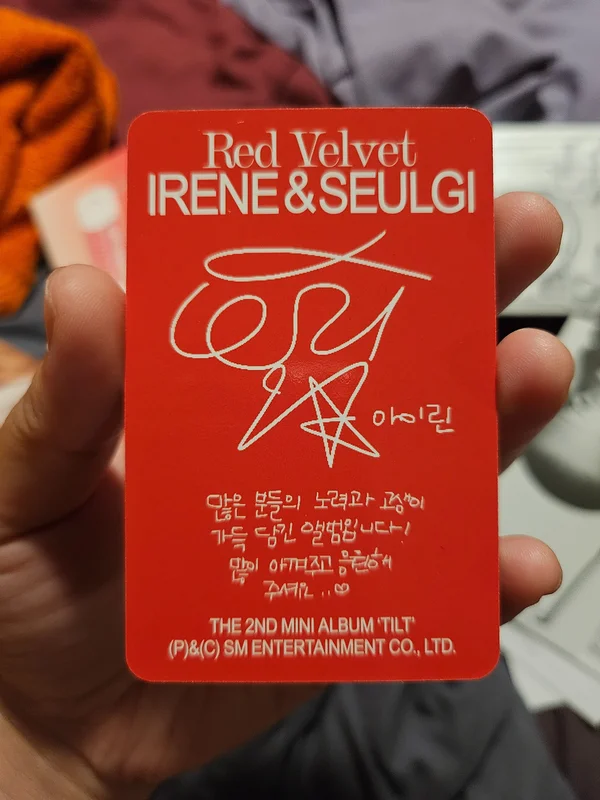 Red Velvet
IRENE & SEULGI
아이린
많은 분들의 노력과 고생이
가득 담긴 앨범입니다!
많이 아껴주고 응원해
주세요..♡
THE 2ND MINI ALBUM 'TILT'
(P)&(C) SM ENTERTAINMENT CO., LTD.